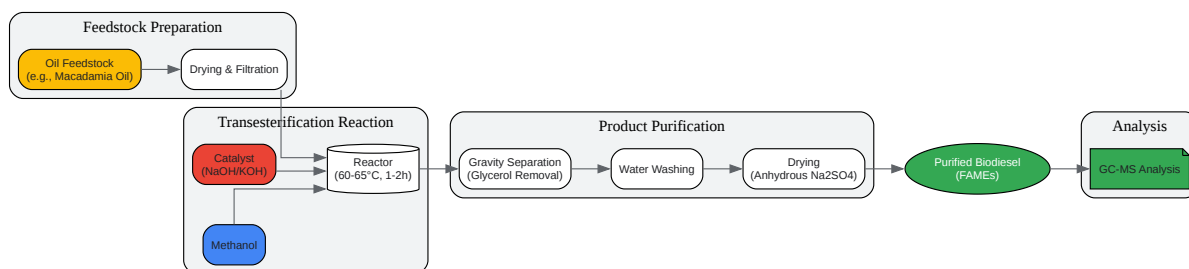 Feedstock Preparation
Oil Feedstock
(e.g., Macadamia Oil)
Drying & Filtration
Transesterification Reaction
Catalyst
(NaOH/KOH)
Methanol
Reactor
(60-65°C, 1-2h)
Product Purification
Gravity Separation
(Glycerol Removal)
Water Washing
Drying
(Anhydrous Na2SO4)
Purified Biodiesel
(FAMEs)
Analysis
GC-MS Analysis